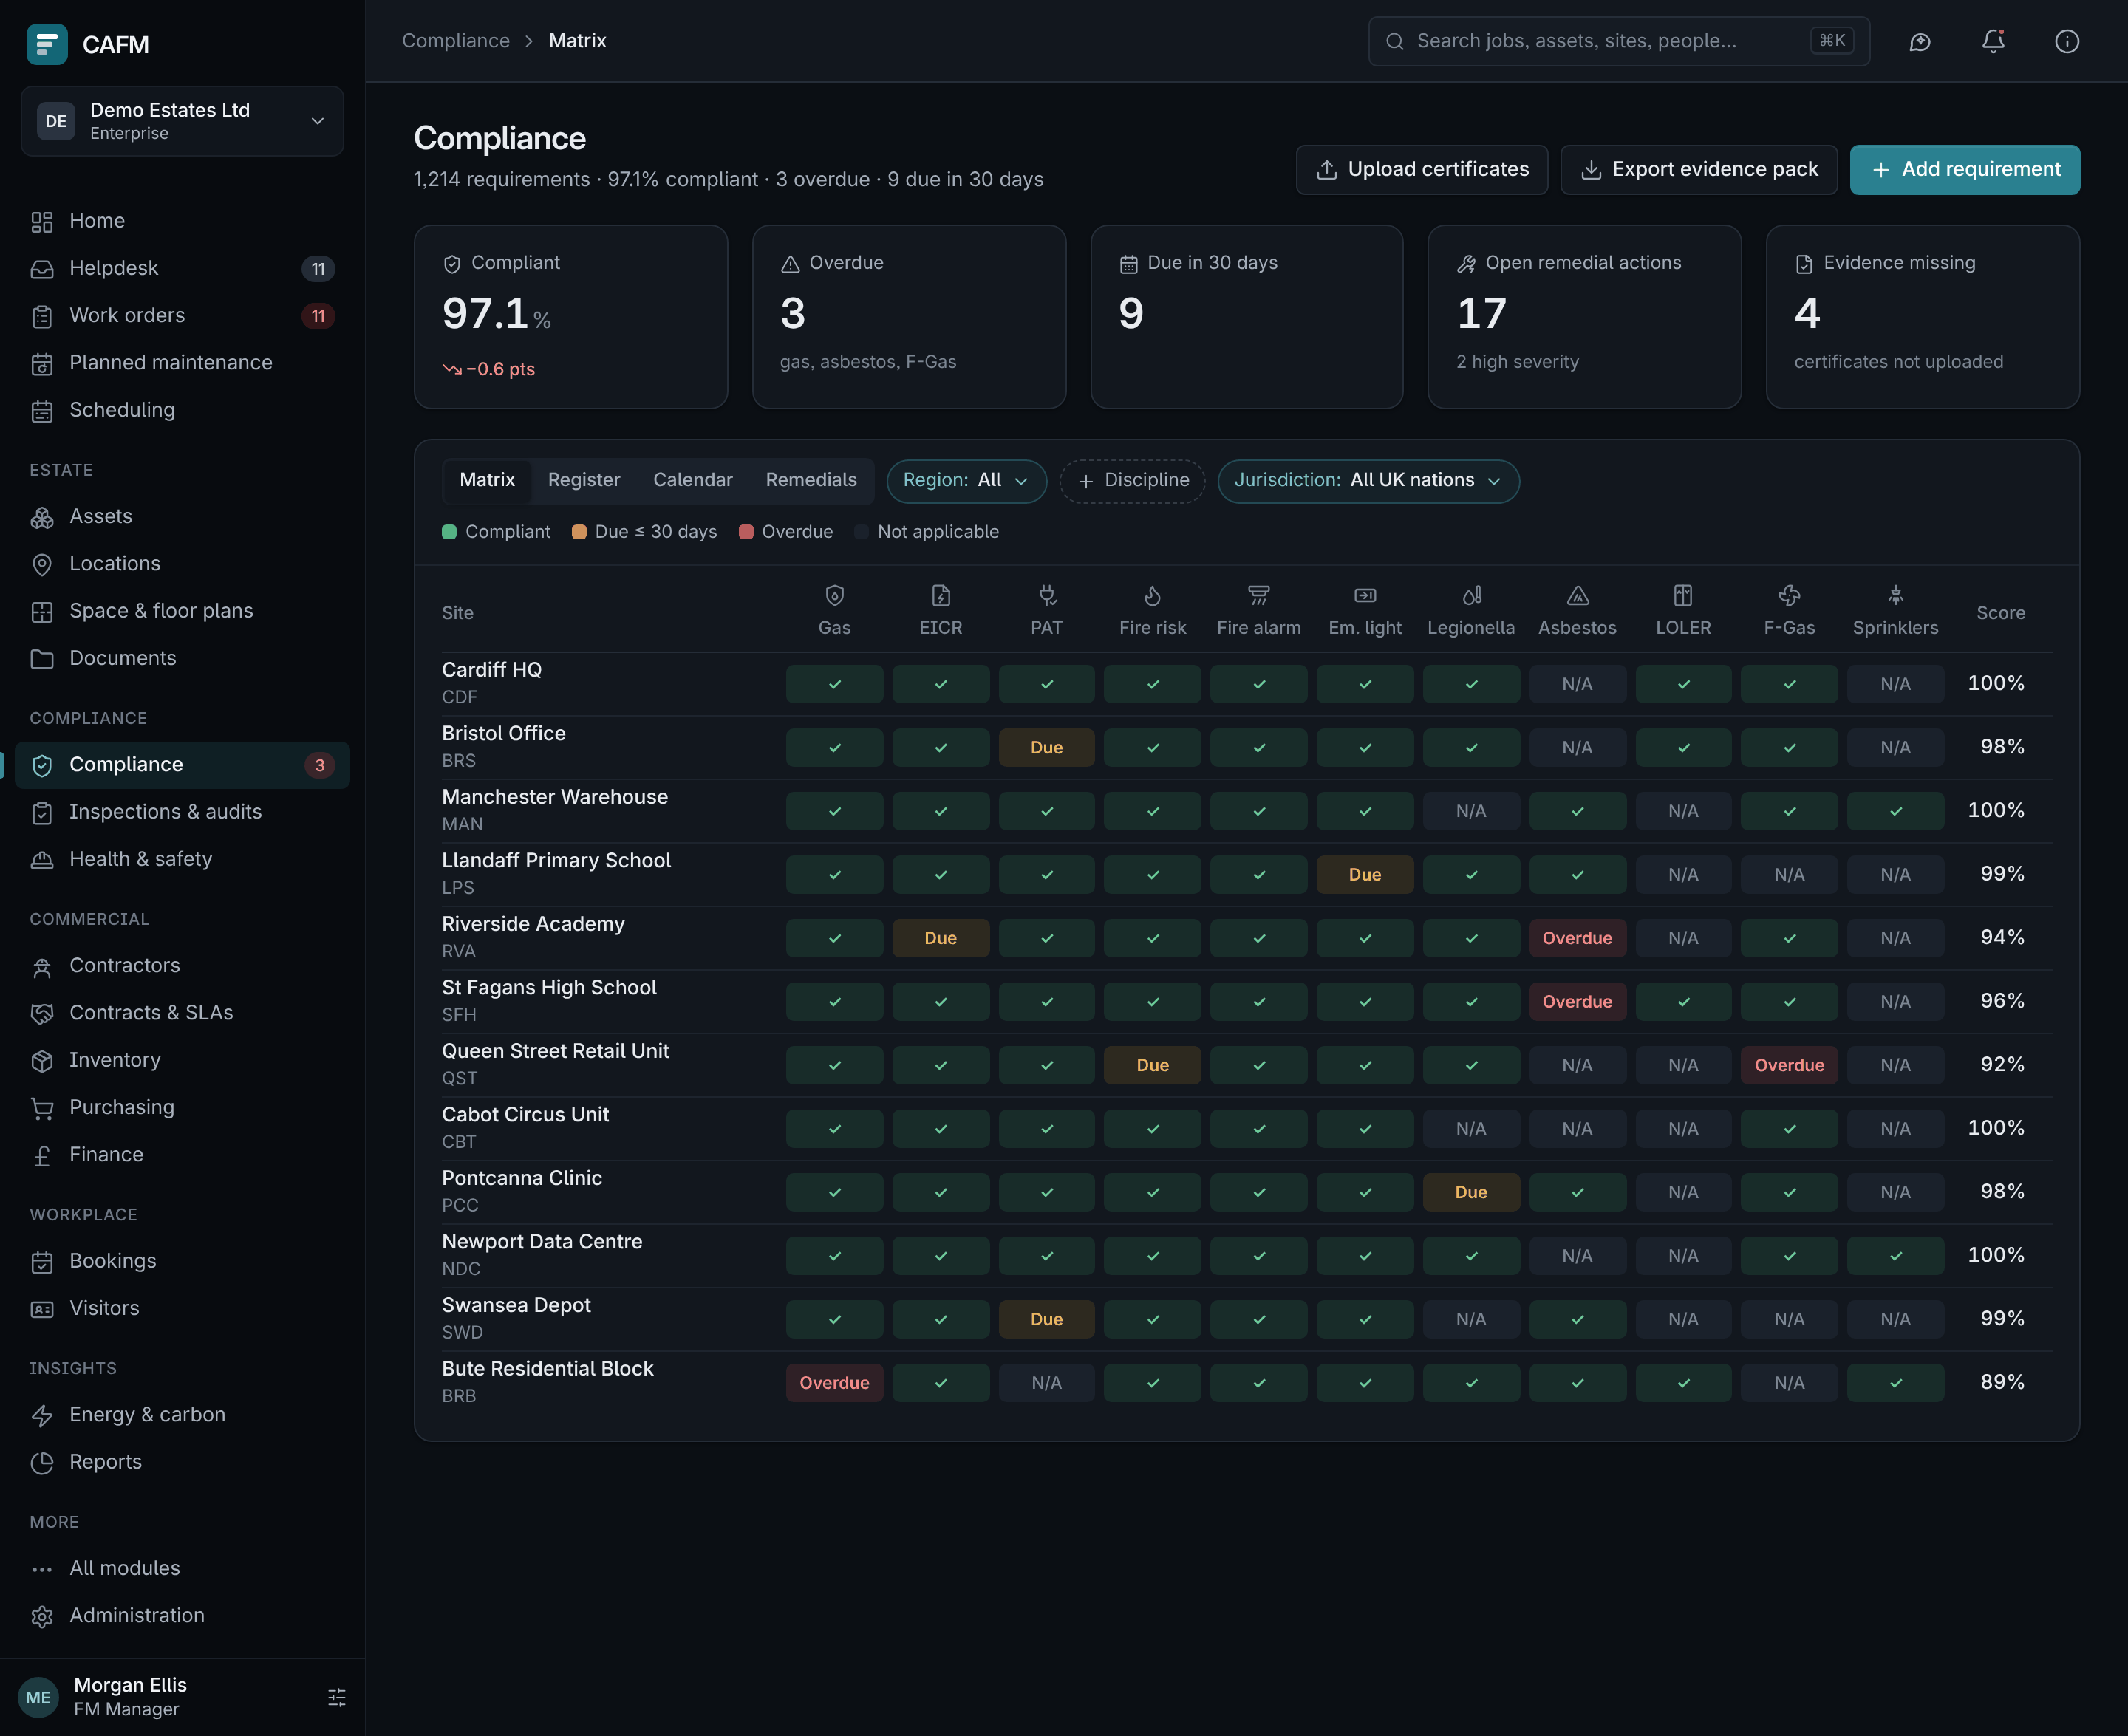 CAFM
DE
Demo Estates Ltd
Enterprise
Home
Helpdesk 11
Work orders 11
Planned maintenance
Scheduling
ESTATE
Assets
Locations
Space & floor plans
Documents
COMPLIANCE
Compliance 3
Inspections & audits
Health & safety
COMMERCIAL
Contractors
Contracts & SLAs
Inventory
Purchasing
Finance
WORKPLACE
Bookings
Visitors
INSIGHTS
Energy & carbon
Reports
MORE
All modules
Administration
ME
Morgan Ellis
FM Manager
Compliance Matrix
Search jobs, assets, sites, people... ⌘K
Compliance
1,214 requirements · 97.1% compliant · 3 overdue · 9 due in 30 days
Upload certificates Export evidence pack + Add requirement
Compliant
97.1%
−0.6 pts
Overdue
3
gas, asbestos, F-Gas
Due in 30 days
9
Open remedial actions
17
2 high severity
Evidence missing
4
certificates not uploaded
Matrix Register Calendar Remedials Region: All + Discipline Jurisdiction: All UK nations
Compliant Due ≤ 30 days Overdue Not applicable
Site Gas EICR PAT Fire risk Fire alarm Em. light Legionella Asbestos LOLER F-Gas Sprinklers Score
Cardiff HQ
CDF
✓ ✓ ✓ ✓ ✓ ✓ ✓ N/A ✓ ✓ N/A 100%
Bristol Office
BRS
✓ ✓ Due ✓ ✓ ✓ ✓ N/A ✓ ✓ N/A 98%
Manchester Warehouse
MAN
✓ ✓ ✓ ✓ ✓ ✓ N/A ✓ N/A ✓ ✓ 100%
Llandaff Primary School
LPS
✓ ✓ ✓ ✓ ✓ Due ✓ ✓ N/A N/A N/A 99%
Riverside Academy
RVA
✓ Due ✓ ✓ ✓ ✓ ✓ Overdue N/A ✓ N/A 94%
St Fagans High School
SFH
✓ ✓ ✓ ✓ ✓ ✓ ✓ Overdue ✓ ✓ N/A 96%
Queen Street Retail Unit
QST
✓ ✓ ✓ Due ✓ ✓ ✓ N/A N/A Overdue N/A 92%
Cabot Circus Unit
CBT
✓ ✓ ✓ ✓ ✓ ✓ N/A N/A N/A ✓ N/A 100%
Pontcanna Clinic
PCC
✓ ✓ ✓ ✓ ✓ ✓ Due ✓ N/A ✓ N/A 98%
Newport Data Centre
NDC
✓ ✓ ✓ ✓ ✓ ✓ ✓ N/A N/A ✓ ✓ 100%
Swansea Depot
SWD
✓ ✓ Due ✓ ✓ ✓ N/A ✓ N/A N/A N/A 99%
Bute Residential Block
BRB
Overdue ✓ N/A ✓ ✓ ✓ ✓ ✓ ✓ N/A ✓ 89%